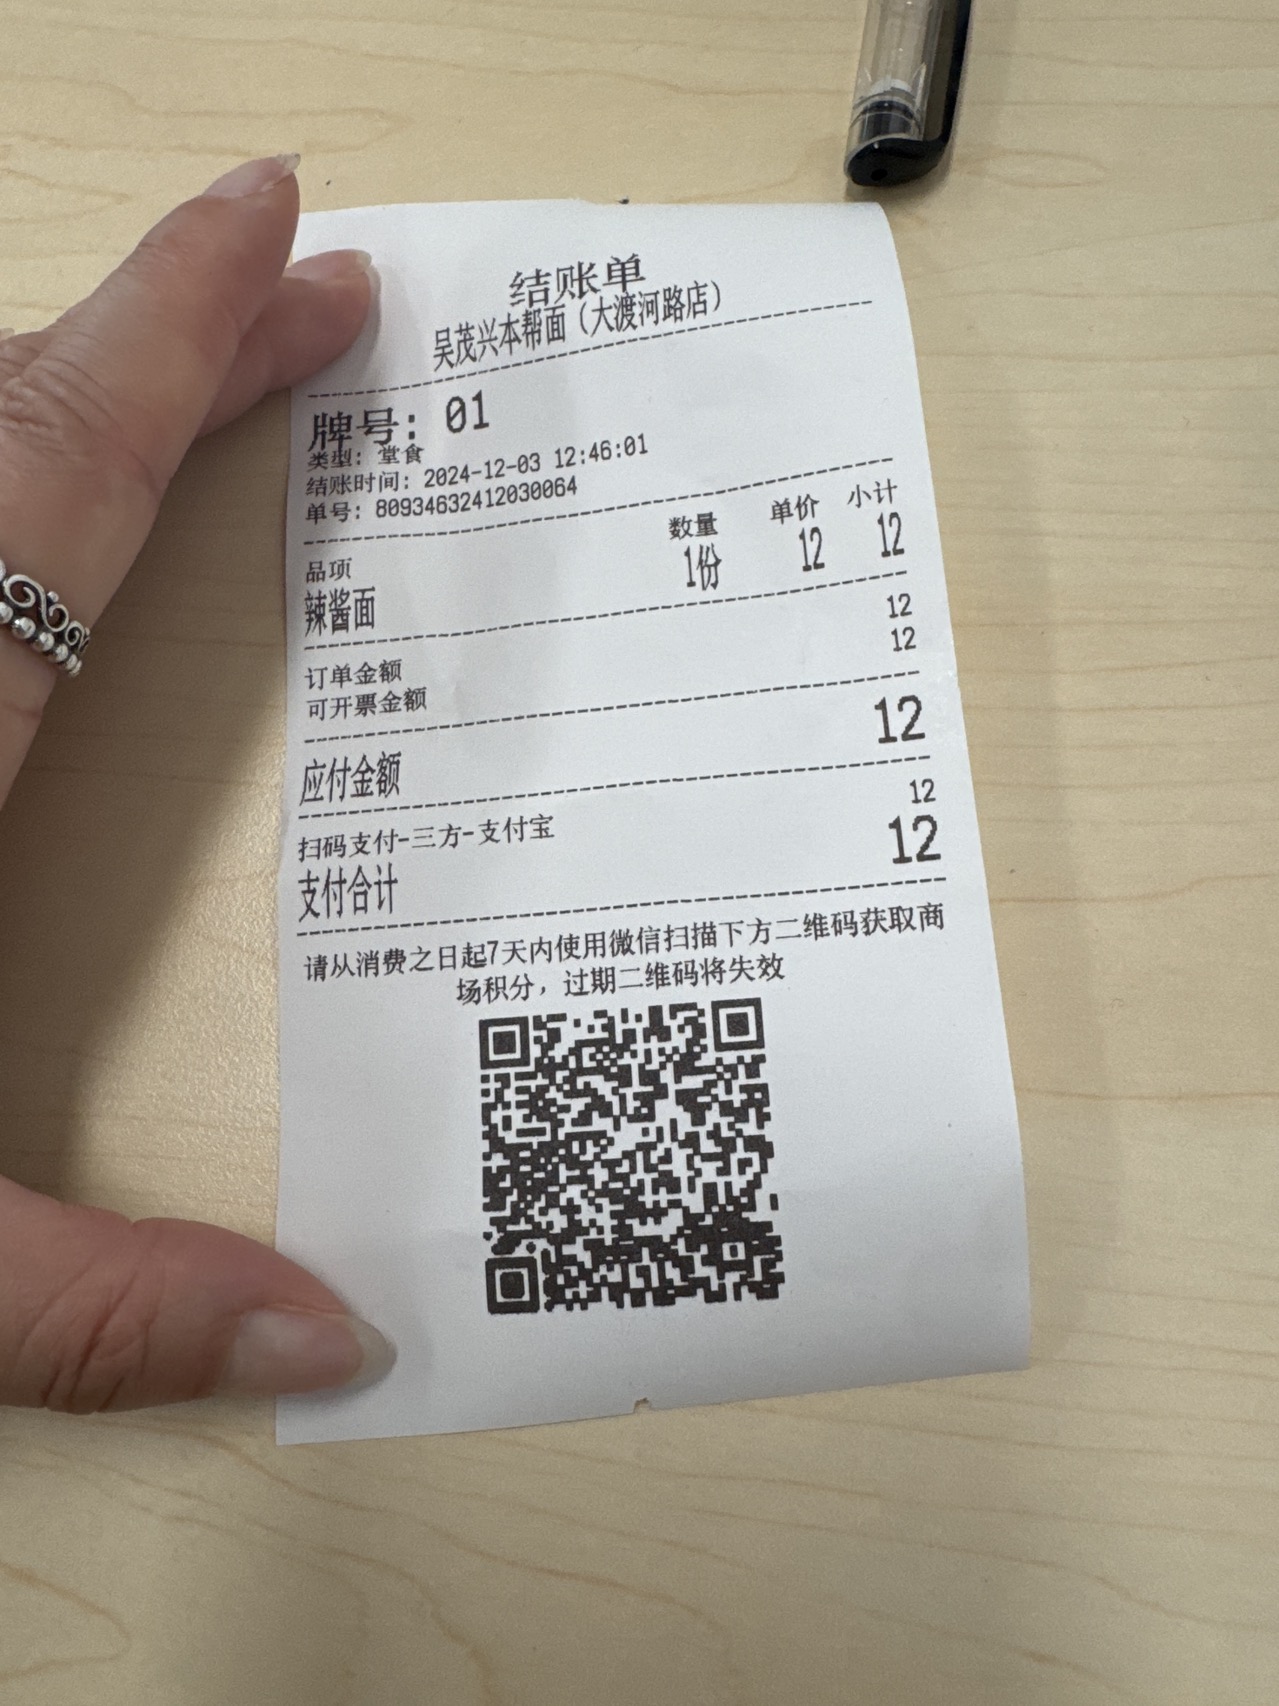 结账单
吴茂兴本帮面（大渡河路店）
牌号：01
类型：堂食
结账时间：2024-12-03 12:46:01
单号：80934632412030064
品项 数量 单价 小计
辣酱面 1份 12 12
订单金额 12
可开票金额 12
应付金额 12
扫码支付-三方-支付宝 12
支付合计 12
请从消费之日起7天内使用微信扫描下方二维码获取商
场积分，过期二维码将失效